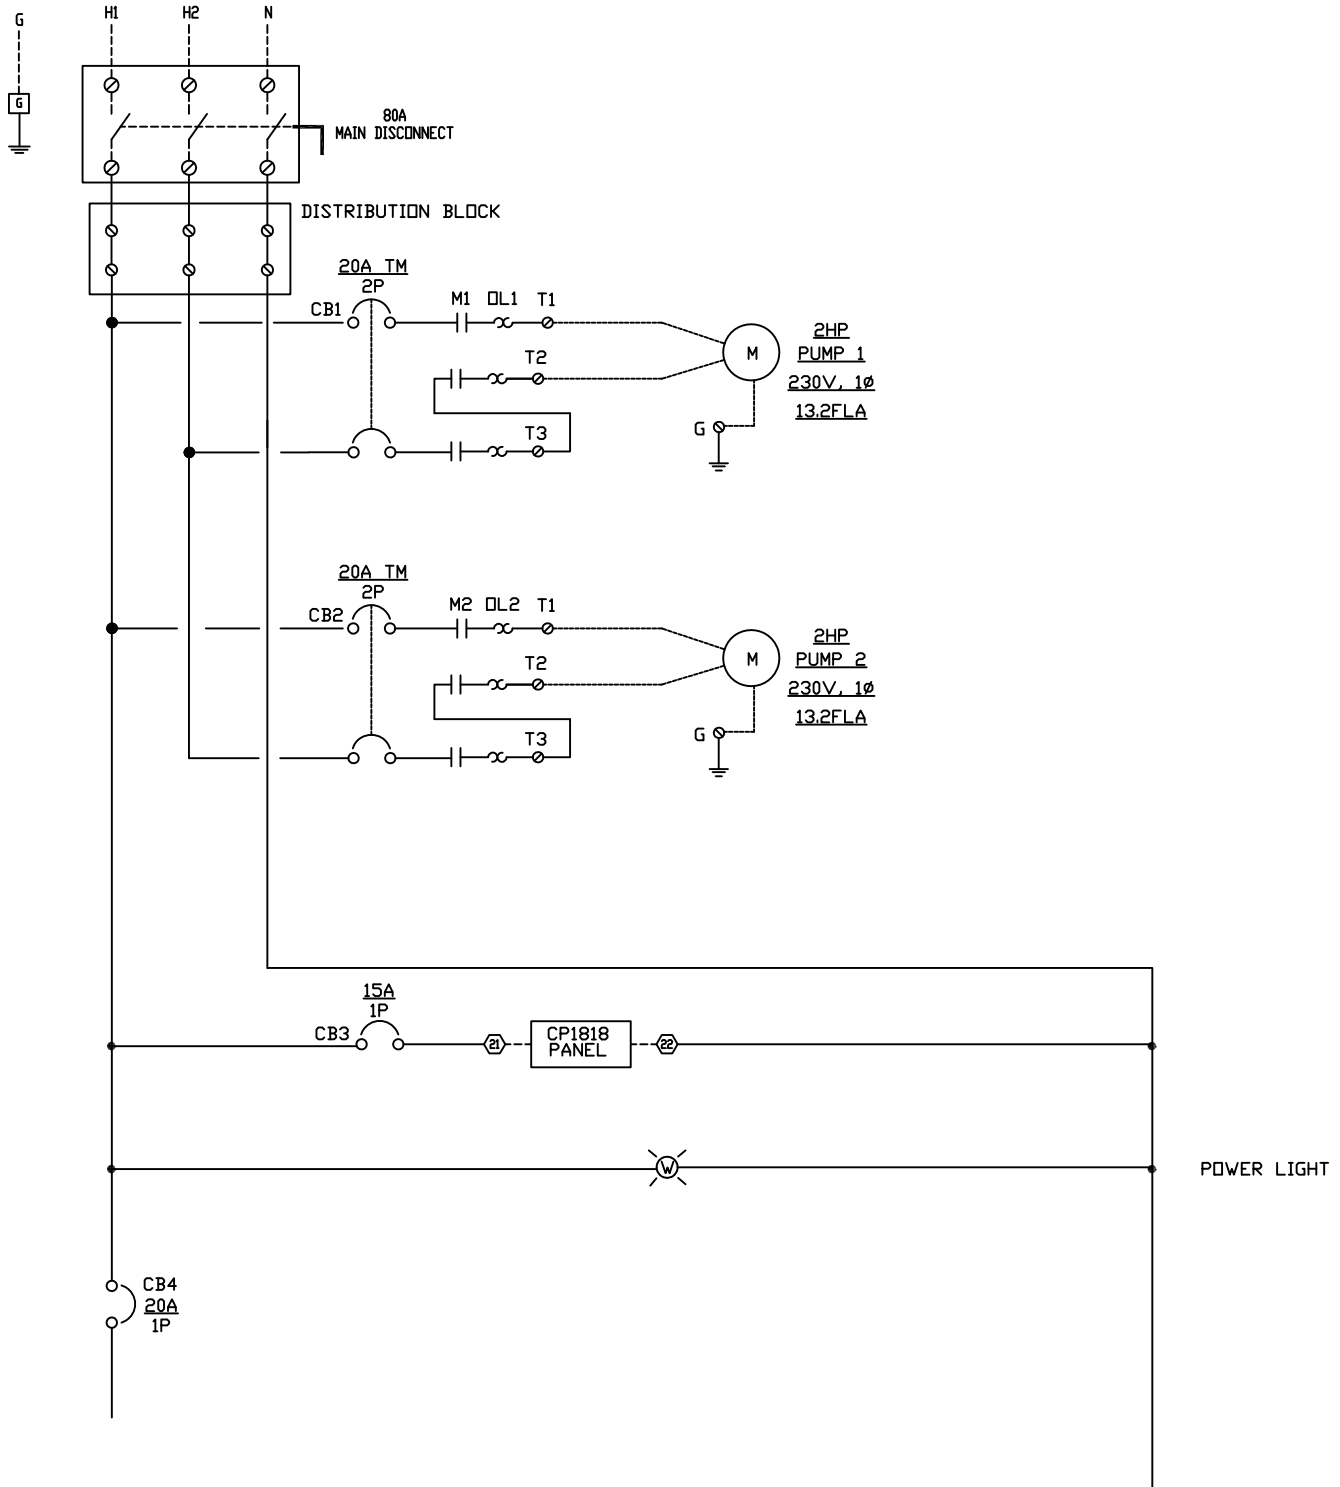 G
H1 H2 N
G
80A
MAIN DISCONNECT
DISTRIBUTION BLOCK
20A TM
2P
CB1
M1 OL1 T1
T2
T3
M
G
2HP
PUMP 1
230V, 1Ø
13.2FLA
20A TM
2P
CB2
M2 OL2 T1
T2
T3
M
G
2HP
PUMP 2
230V, 1Ø
13.2FLA
15A
1P
CB3
21
CP1818
PANEL
22
W
POWER LIGHT
CB4
20A
1P